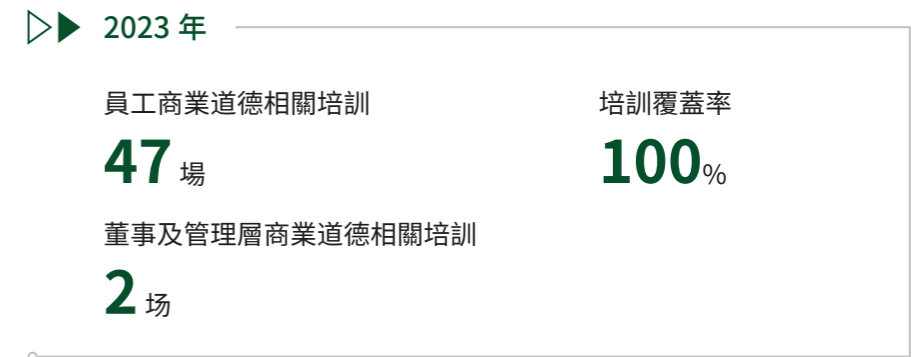 2023 年
員工商業道德相關培訓
47 場
培訓覆蓋率
100%
董事及管理層商業道德相關培訓
2 场